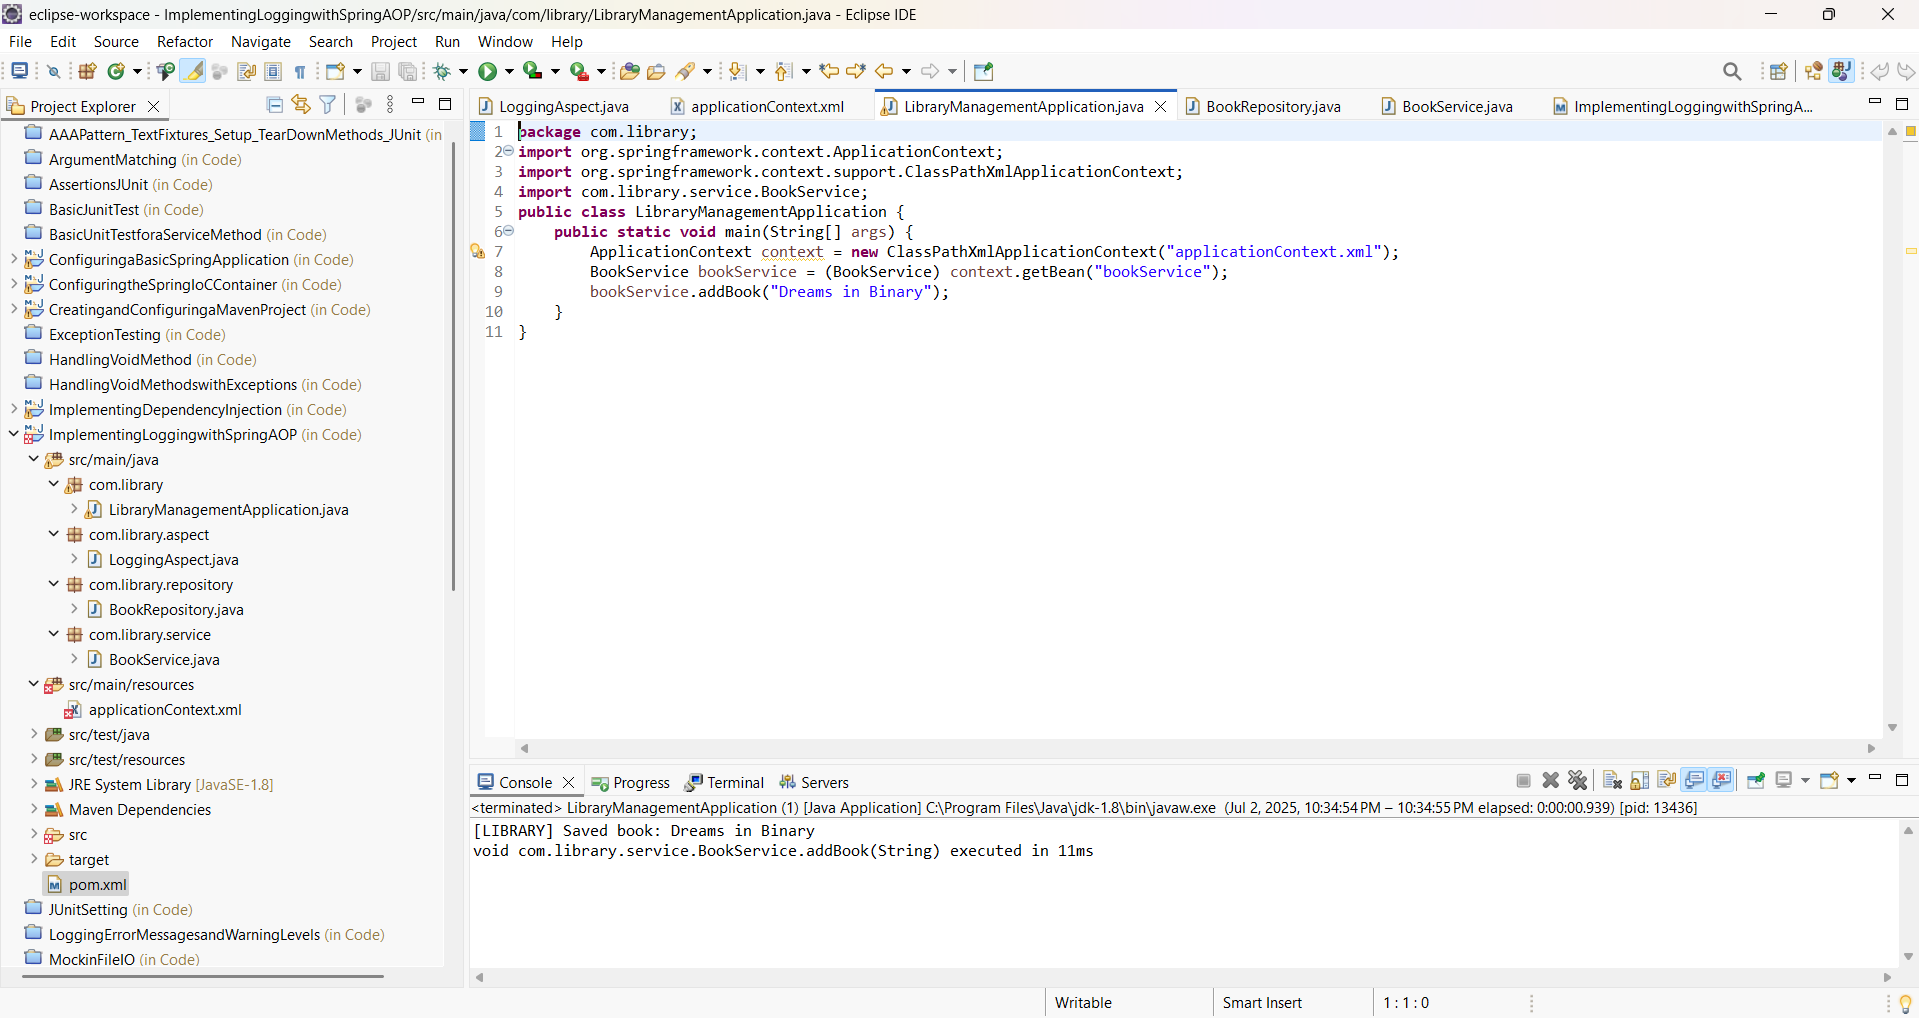 eclipse-workspace - ImplementingLoggingwithSpringAOP/src/main/java/com/library/LibraryManagementApplication.java - Eclipse IDE
File Edit Source Refactor Navigate Search Project Run Window Help
Project Explorer
AAAPattern_TextFixtures_Setup_TearDownMethods_JUnit (in
ArgumentMatching (in Code)
AssertionsJUnit (in Code)
BasicJunitTest (in Code)
BasicUnitTestforaServiceMethod (in Code)
ConfiguringaBasicSpringApplication (in Code)
ConfiguringtheSpringIoCContainer (in Code)
CreatingandConfiguringaMavenProject (in Code)
ExceptionTesting (in Code)
HandlingVoidMethod (in Code)
HandlingVoidMethodswithExceptions (in Code)
ImplementingDependencyInjection (in Code)
ImplementingLoggingwithSpringAOP (in Code)
src/main/java
com.library
LibraryManagementApplication.java
com.library.aspect
LoggingAspect.java
com.library.repository
BookRepository.java
com.library.service
BookService.java
src/main/resources
applicationContext.xml
src/test/java
src/test/resources
JRE System Library [JavaSE-1.8]
Maven Dependencies
src
target
pom.xml
JUnitSetting (in Code)
LoggingErrorMessagesandWarningLevels (in Code)
MockinFileIO (in Code)
LoggingAspect.java applicationContext.xml LibraryManagementApplication.java BookRepository.java BookService.java ImplementingLoggingwithSpringA...
1 package com.library;
2 import org.springframework.context.ApplicationContext;
3 import org.springframework.context.support.ClassPathXmlApplicationContext;
4 import com.library.service.BookService;
5 public class LibraryManagementApplication {
6 public static void main(String[] args) {
7 ApplicationContext context = new ClassPathXmlApplicationContext("applicationContext.xml");
8 BookService bookService = (BookService) context.getBean("bookService");
9 bookService.addBook("Dreams in Binary");
10 }
11 }
Console Progress Terminal Servers
<terminated> LibraryManagementApplication (1) [Java Application] C:\Program Files\Java\jdk-1.8\bin\javaw.exe (Jul 2, 2025, 10:34:54 PM – 10:34:55 PM elapsed: 0:00:00.939) [pid: 13436]
[LIBRARY] Saved book: Dreams in Binary
void com.library.service.BookService.addBook(String) executed in 11ms
Writable Smart Insert 1 : 1 : 0